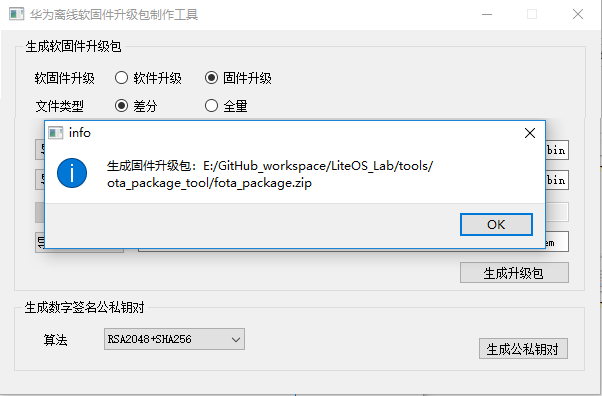 华为离线软固件升级包制作工具
生成软固件升级包
软固件升级 软件升级 固件升级
文件类型 差分 全量
info
bin
生成固件升级包：E:/GitHub_workspace/LiteOS_Lab/tools/
ota_package_tool/fota_package.zip
bin
OK
生成升级包
生成数字签名公私钥对
算法 RSA2048+SHA256
生成公私钥对